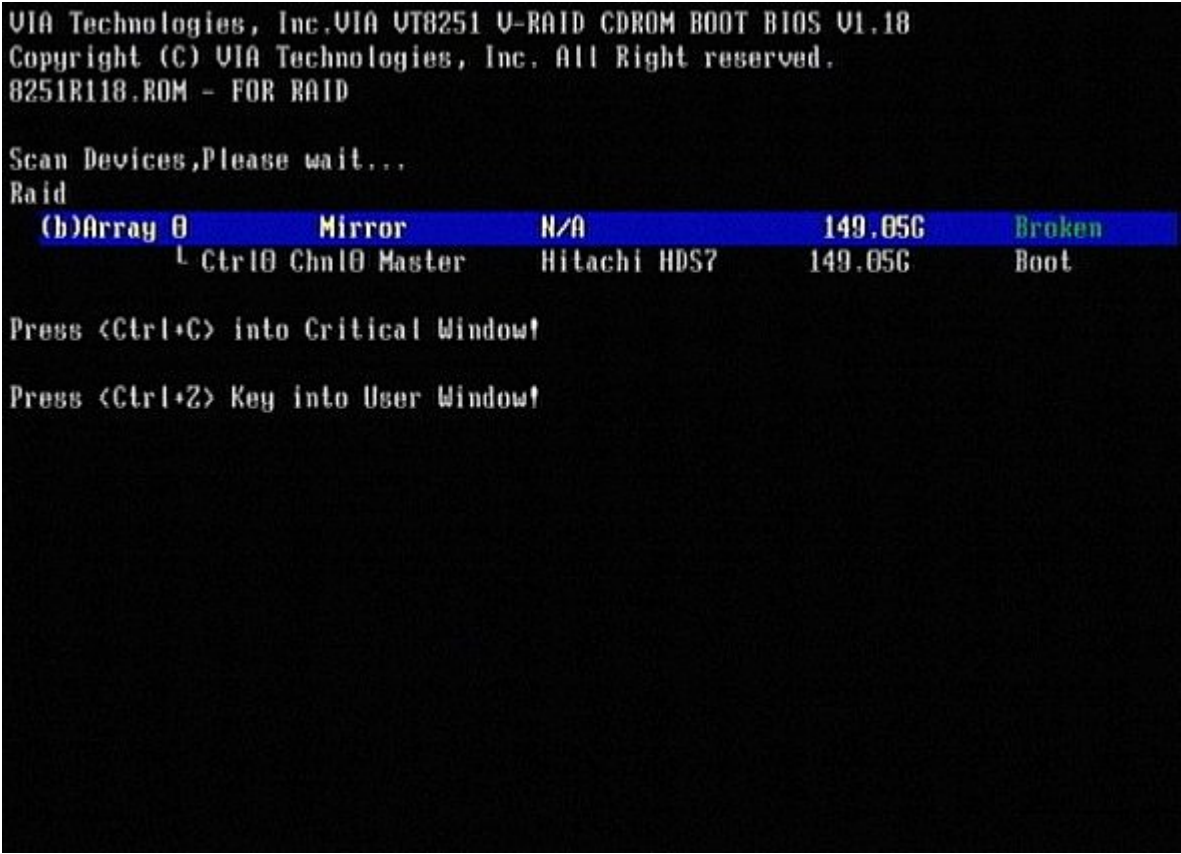 VIA Technologies, Inc.VIA VT8251 V-RAID CDROM BOOT BIOS V1.18
Copyright (C) VIA Technologies, Inc. All Right reserved.
8251R118.ROM - FOR RAID
Scan Devices,Please wait...
Raid
(b)Array 0 Mirror N/A 149.05G Broken
└ Ctrl0 Chnl0 Master Hitachi HDS7 149.05G Boot
Press <Ctrl+C> into Critical Window!
Press <Ctrl+Z> Key into User Window!